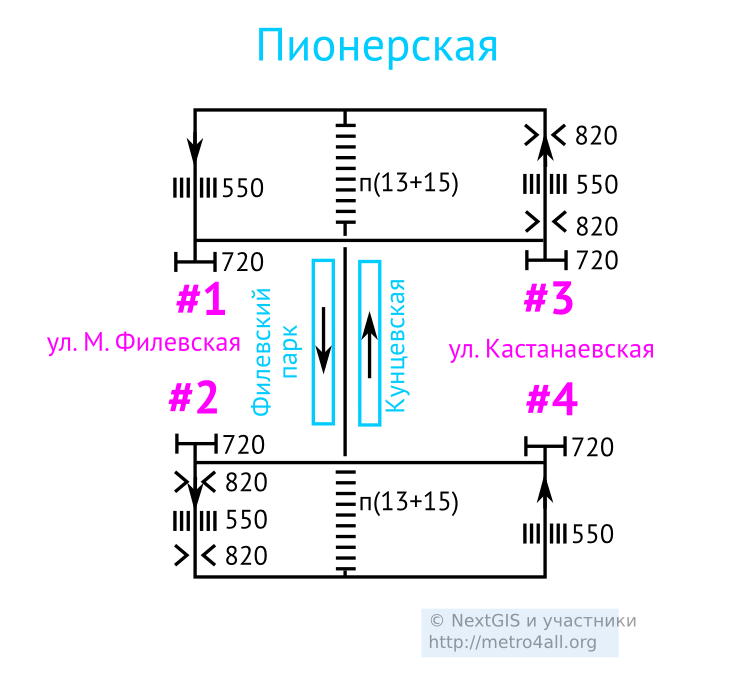 Пионерская
820
п(13+15)
550
550
820
720
720
#1
#3
ул. М. Филевская
Филевский
парк
Кунцевская
ул. Кастанаевская
#2
#4
720
720
820
п(13+15)
550
550
820
© NextGIS и участники
http://metro4all.org